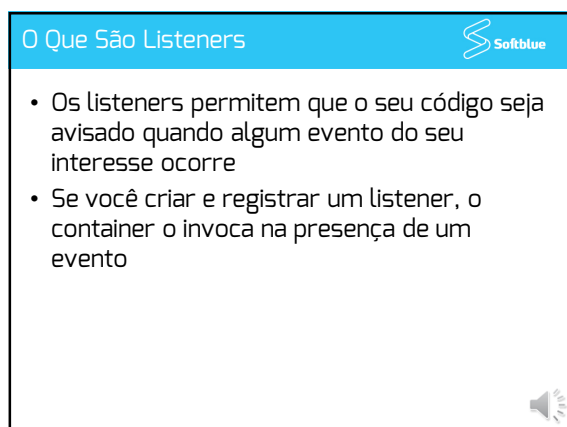 O Que São Listeners
Softblue
• Os listeners permitem que o seu código seja
avisado quando algum evento do seu
interesse ocorre
• Se você criar e registrar um listener, o
container o invoca na presença de um
evento